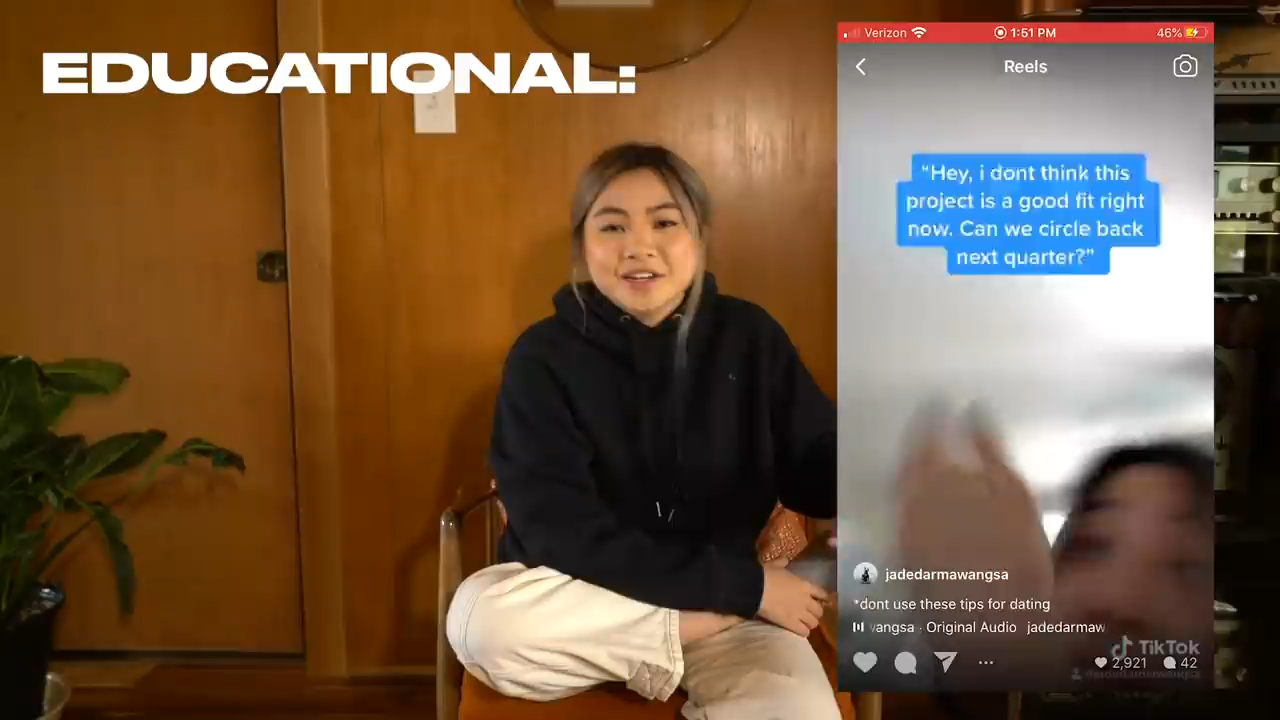 EDUCATIONAL:
Verizon 1:51 PM 46%
Reels
“Hey, i dont think this
project is a good fit right
now. Can we circle back
next quarter?”
jadedarmawangsa
*dont use these tips for dating
vangsa · Original Audio jadedarmaw
TikTok
2,921 42